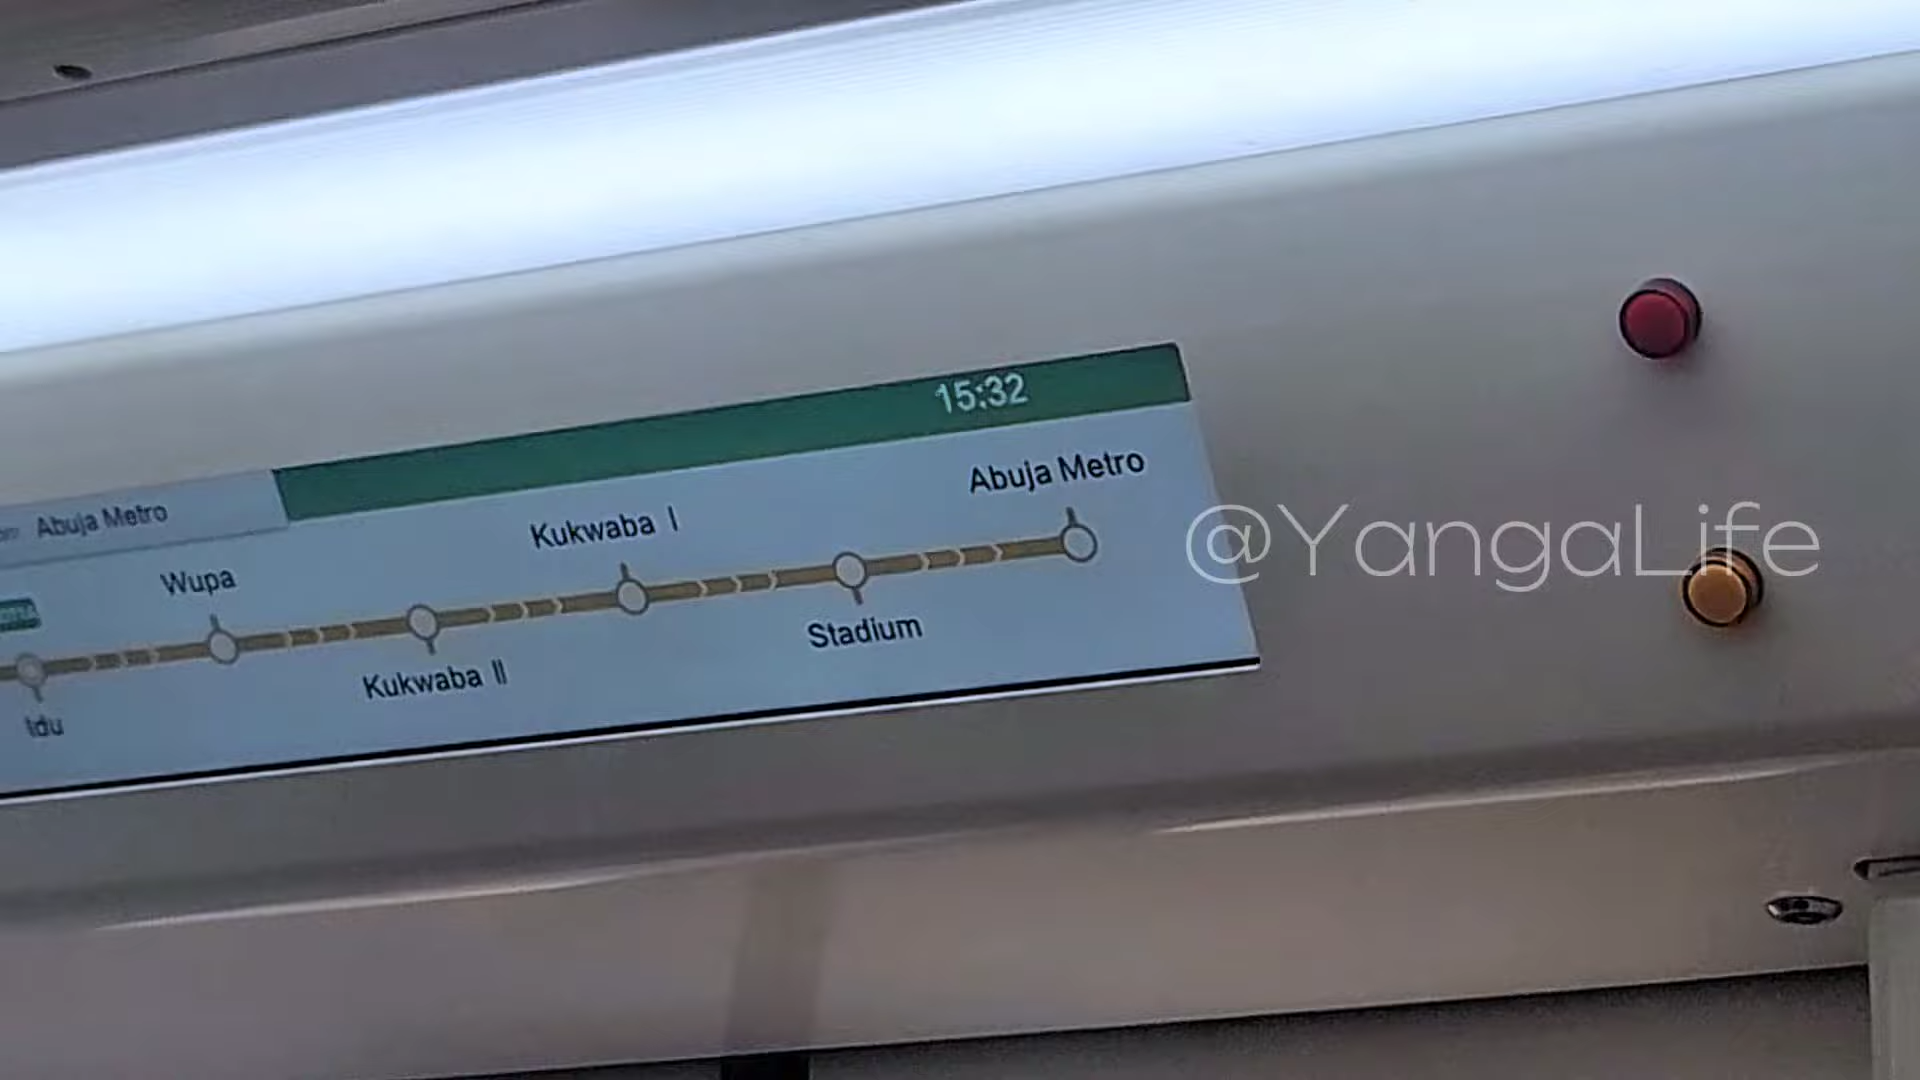 15:32
Abuja Metro
Abuja Metro
Kukwaba I
Wupa
Stadium
Kukwaba II
Idu
@YangaLife